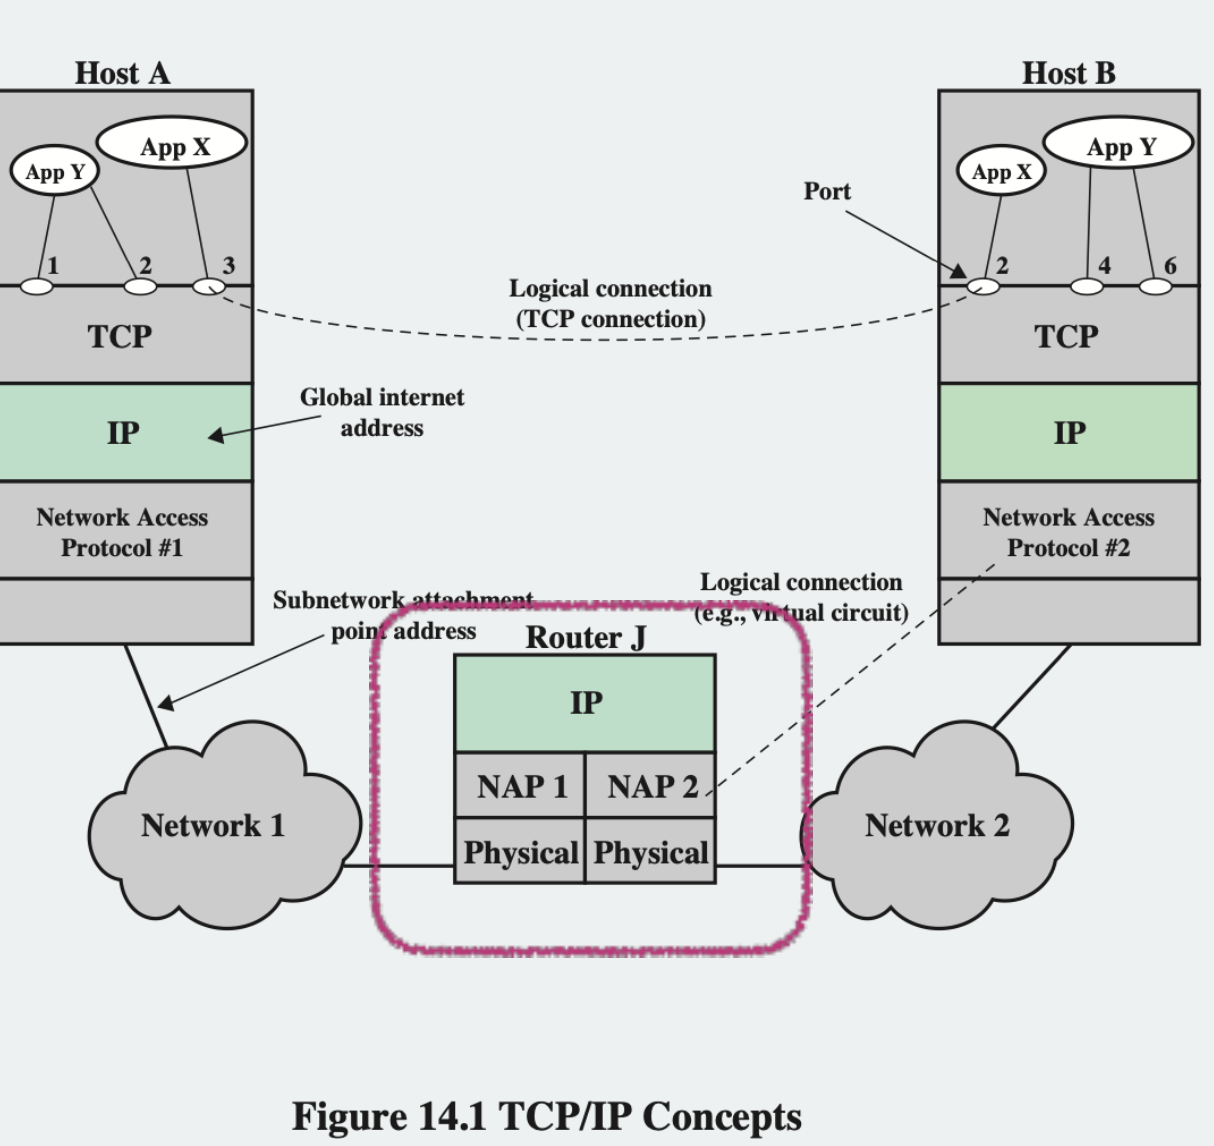 Host A
App Y
App X
1
2
3
TCP
IP
Network Access
Protocol #1
Host B
App X
App Y
Port
2
4
6
TCP
IP
Network Access
Protocol #2
Logical connection
(TCP connection)
Global internet
address
Subnetwork attachment
point address
Logical connection
(e.g., virtual circuit)
Router J
IP
NAP 1
NAP 2
Physical
Physical
Network 1
Network 2
Figure 14.1 TCP/IP Concepts